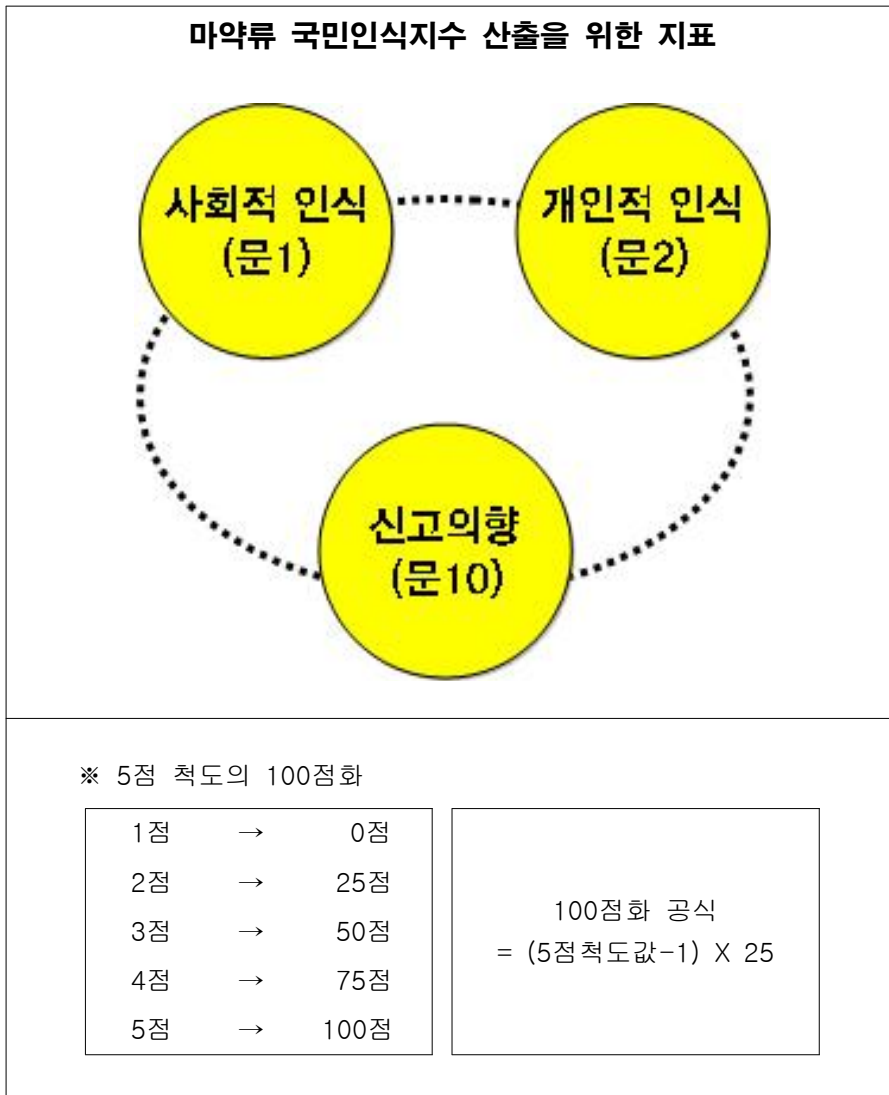 마약류 국민인식지수 산출을 위한 지표
사회적 인식
(문1)
개인적 인식
(문2)
신고의향
(문10)
※ 5점 척도의 100점화
1점 → 0점
2점 → 25점
3점 → 50점
4점 → 75점
5점 → 100점
100점화 공식
= (5점척도값-1) X 25